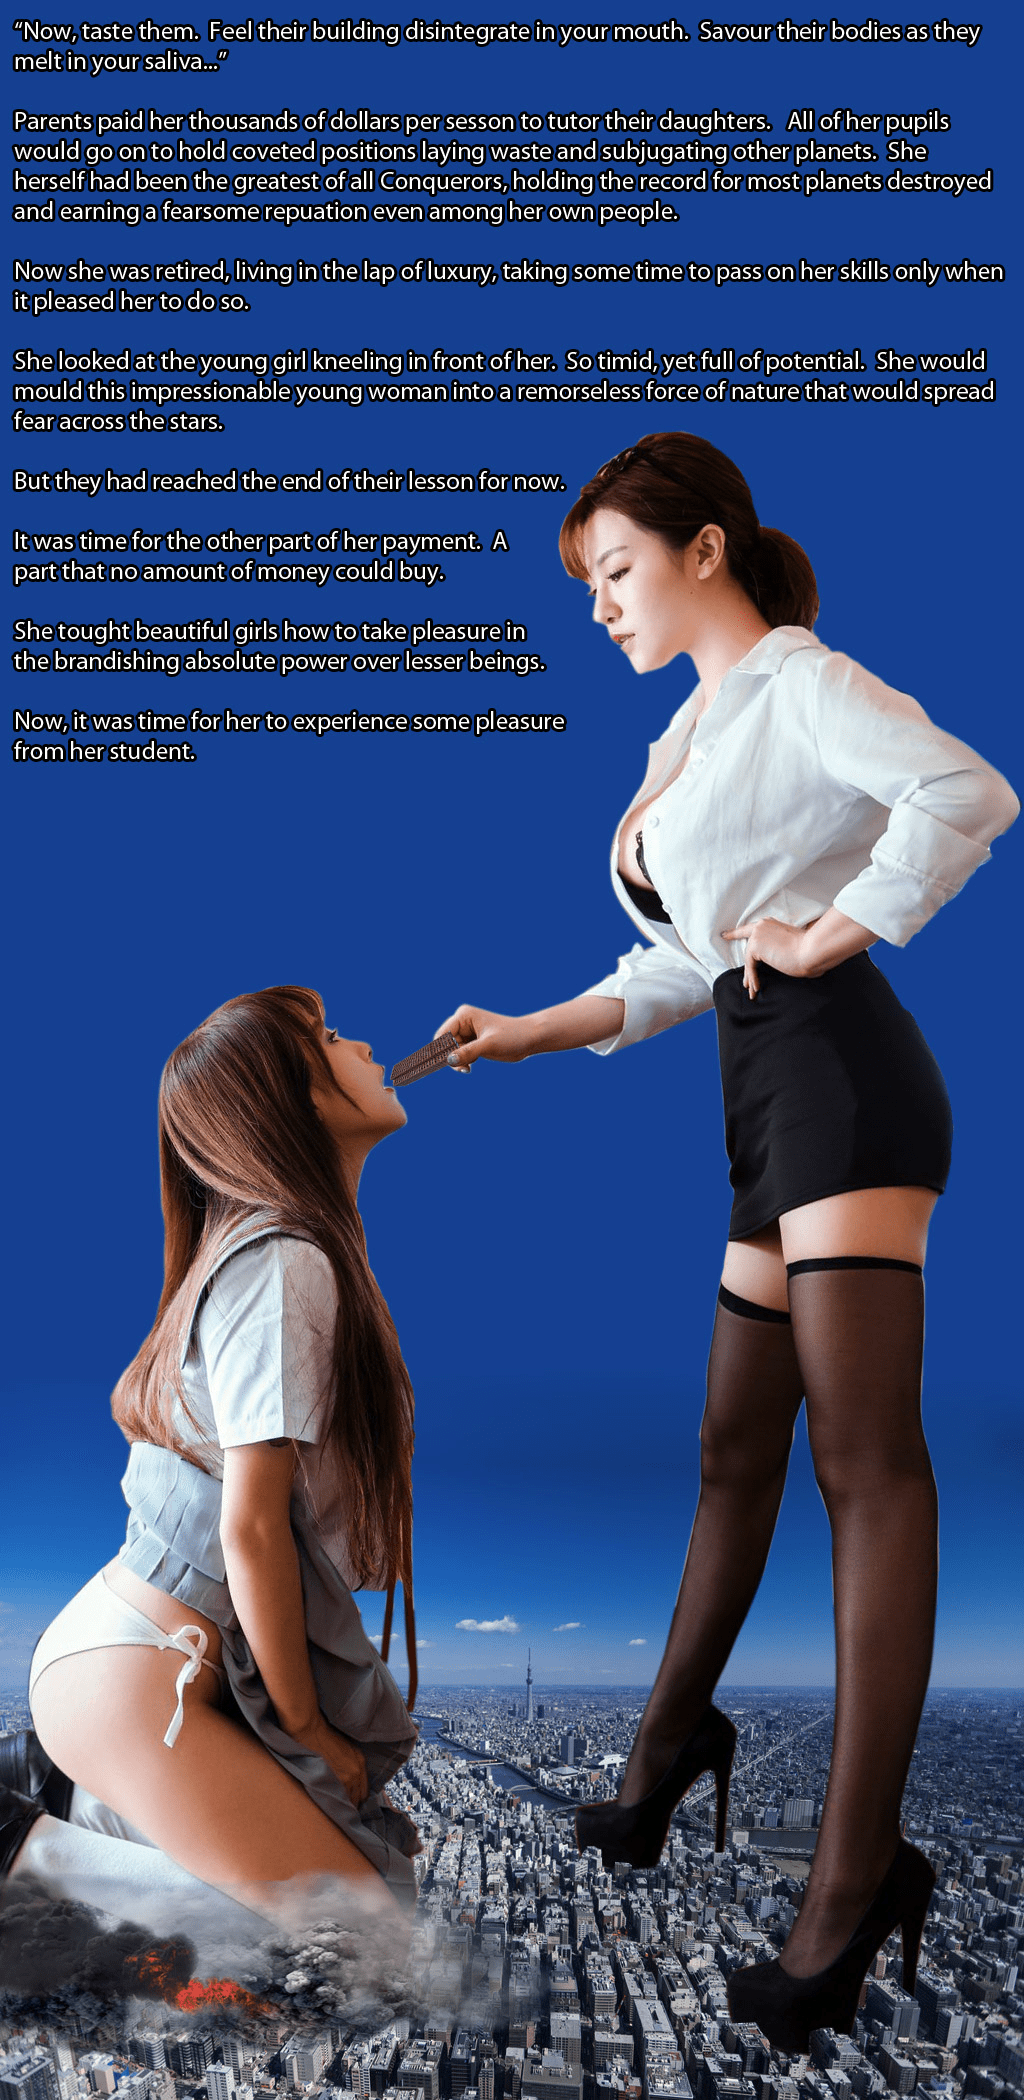 “Now, taste them.  Feel their building disintegrate in your mouth.  Savour their bodies as they
melt in your saliva...”
Parents paid her thousands of dollars per sesson to tutor their daughters.   All of her pupils
would go on to hold coveted positions laying waste and subjugating other planets.  She
herself had been the greatest of all Conquerors, holding the record for most planets destroyed
and earning a fearsome repuation even among her own people.
Now she was retired, living in the lap of luxury, taking some time to pass on her skills only when
it pleased her to do so.
She looked at the young girl kneeling in front of her.  So timid, yet full of potential.  She would
mould this impressionable young woman into a remorseless force of nature that would spread
fear across the stars.
But they had reached the end of their lesson for now.
It was time for the other part of her payment.  A
part that no amount of money could buy.
She tought beautiful girls how to take pleasure in
the brandishing absolute power over lesser beings.
Now, it was time for her to experience some pleasure
from her student.